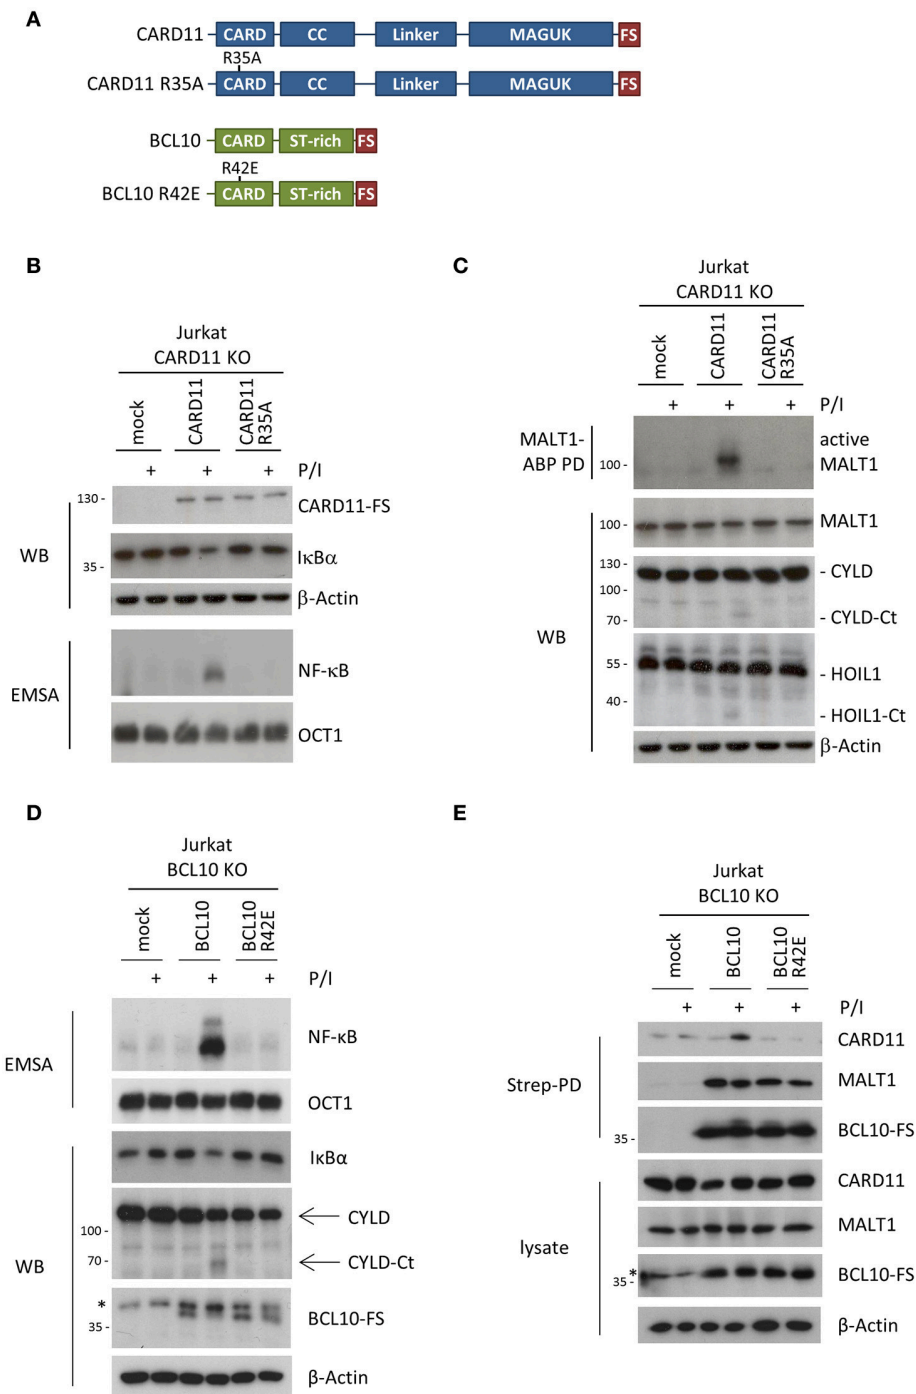 A
CARD11 CARD CC Linker MAGUK FS
R35A
CARD11 R35A CARD CC Linker MAGUK FS
BCL10 CARD ST-rich FS
R42E
BCL10 R42E CARD ST-rich FS
B
Jurkat
CARD11 KO
mock
CARD11
CARD11
R35A
+ + + P/I
130 - CARD11-FS
WB
IκBα
35 -
β-Actin
EMSA
NF-κB
OCT1
C
Jurkat
CARD11 KO
mock
CARD11
CARD11
R35A
+ + + P/I
MALT1-
ABP PD
100 -
active
MALT1
100 - MALT1
WB
130 -
- CYLD
100 -
70 - - CYLD-Ct
55 - - HOIL1
40 -
- HOIL1-Ct
β-Actin
D
Jurkat
BCL10 KO
mock
BCL10
BCL10
R42E
+ + + P/I
EMSA
NF-κB
OCT1
WB
IκBα
CYLD
100 -
70 - CYLD-Ct
*
35 - BCL10-FS
β-Actin
E
Jurkat
BCL10 KO
mock
BCL10
BCL10
R42E
+ + + P/I
Strep-PD
CARD11
MALT1
35 - BCL10-FS
lysate
CARD11
MALT1
*
35 - BCL10-FS
β-Actin